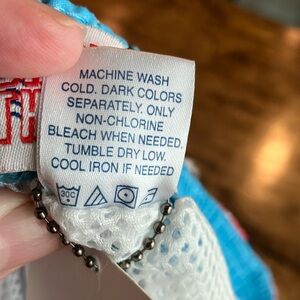 MACHINE WASH
COLD. DARK COLORS
SEPARATELY. ONLY
NON-CHLORINE
BLEACH WHEN NEEDED.
TUMBLE DRY LOW.
COOL IRON IF NEEDED
30C